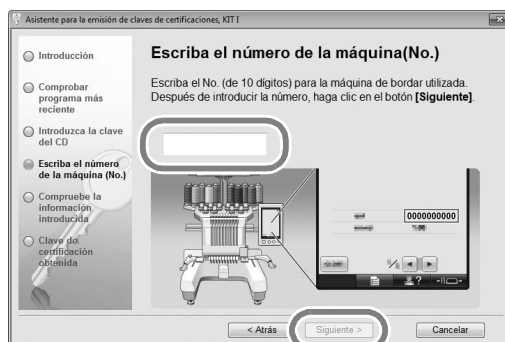 Asistente para la emisión de claves de certificaciones, KIT I
Introducción
Comprobar
programa más
reciente
Introduzca la clave
del CD
Escriba el número
de la máquina (No.)
Compruebe la
información
introducida
Clave de
certificación
obtenida
Escriba el número de la máquina(No.)
Escriba el No. (de 10 dígitos) para la máquina de bordar utilizada.
Después de introducir la número, haga clic en el botón [Siguiente].
0000000000
< Atrás
Siguiente >
Cancelar